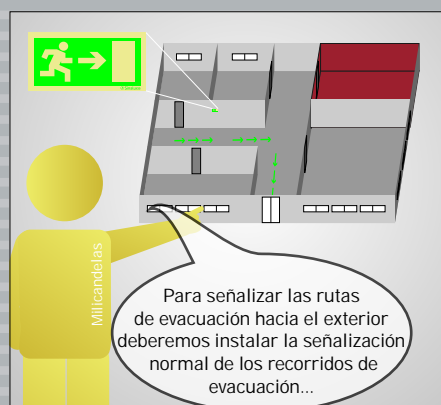 Milicandelas
Para señalizar las rutas
de evacuación hacia el exterior
deberemos instalar la señalización
normal de los recorridos de
evacuación...